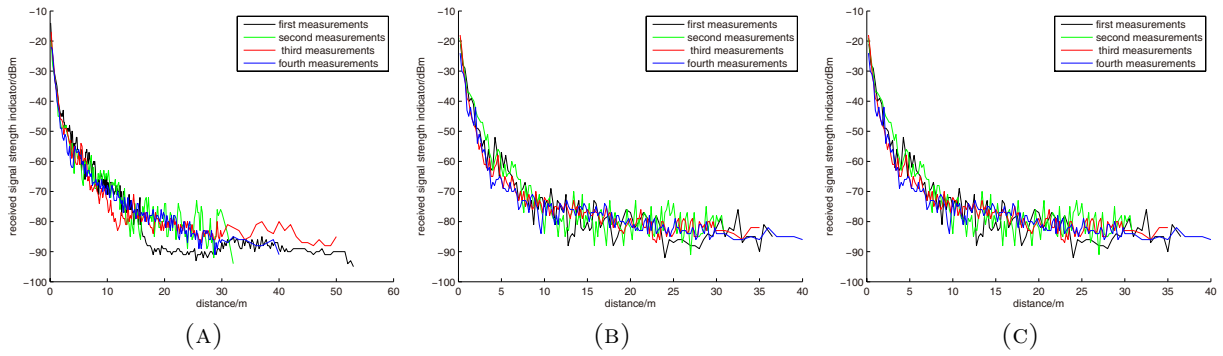 −10
−20
−30
−40
−50
−60
−70
−80
−90
−100
received signal strength indicator/dBm
0
10
20
30
40
50
60
distance/m
first measurements
second measurements
third measurements
fourth measurements
(A)
−10
−20
−30
−40
−50
−60
−70
−80
−90
−100
received signal strength indicator/dBm
0
5
10
15
20
25
30
35
40
distance/m
first measurements
second measurements
third measurements
fourth measurements
(B)
−10
−20
−30
−40
−50
−60
−70
−80
−90
−100
received signal strength indicator/dBm
0
5
10
15
20
25
30
35
40
distance/m
first measurements
second measurements
third measurements
fourth measurements
(C)